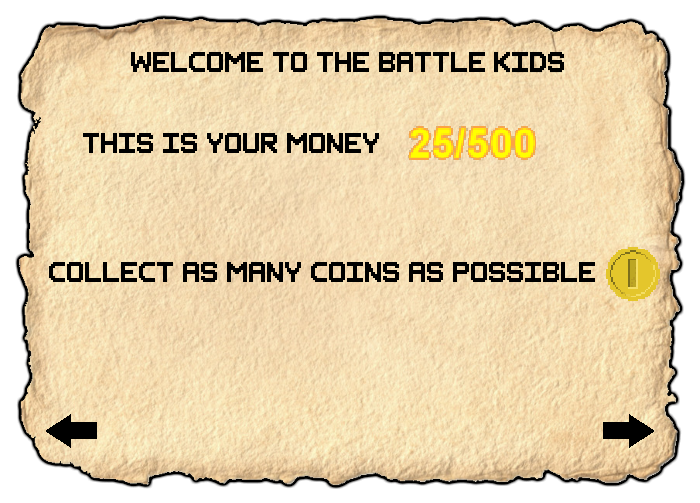 WELCOME TO THE BATTLE KIDS
THIS IS YOUR MONEY 25/500
COLLECT AS MANY COINS AS POSSIBLE